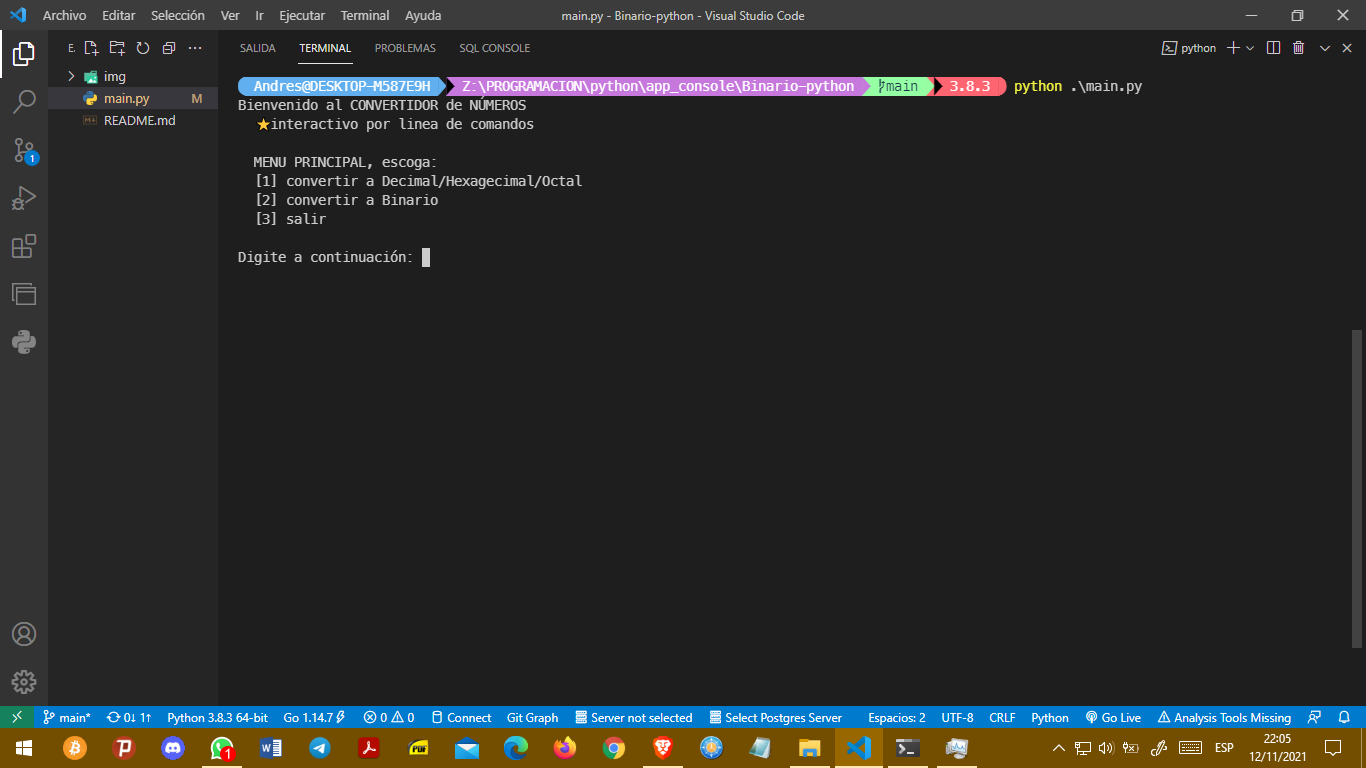 Archivo Editar Selección Ver Ir Ejecutar Terminal Ayuda main.py - Binario-python - Visual Studio Code
E. SALIDA TERMINAL PROBLEMAS SQL CONSOLE python
img
main.py M
README.md
1
Andres@DESKTOP-M587E9H Z:\PROGRAMACION\python\app_console\Binario-python main 3.8.3 python .\main.py
Bienvenido al CONVERTIDOR de NÚMEROS
⭐interactivo por linea de comandos
MENU PRINCIPAL, escoga:
[1] convertir a Decimal/Hexagecimal/Octal
[2] convertir a Binario
[3] salir
Digite a continuación:
main* 0↓ 1↑ Python 3.8.3 64-bit Go 1.14.7 0 0 Connect Git Graph Server not selected Select Postgres Server Espacios: 2 UTF-8 CRLF Python Go Live Analysis Tools Missing
1 W PDF ESP 22:05
12/11/2021